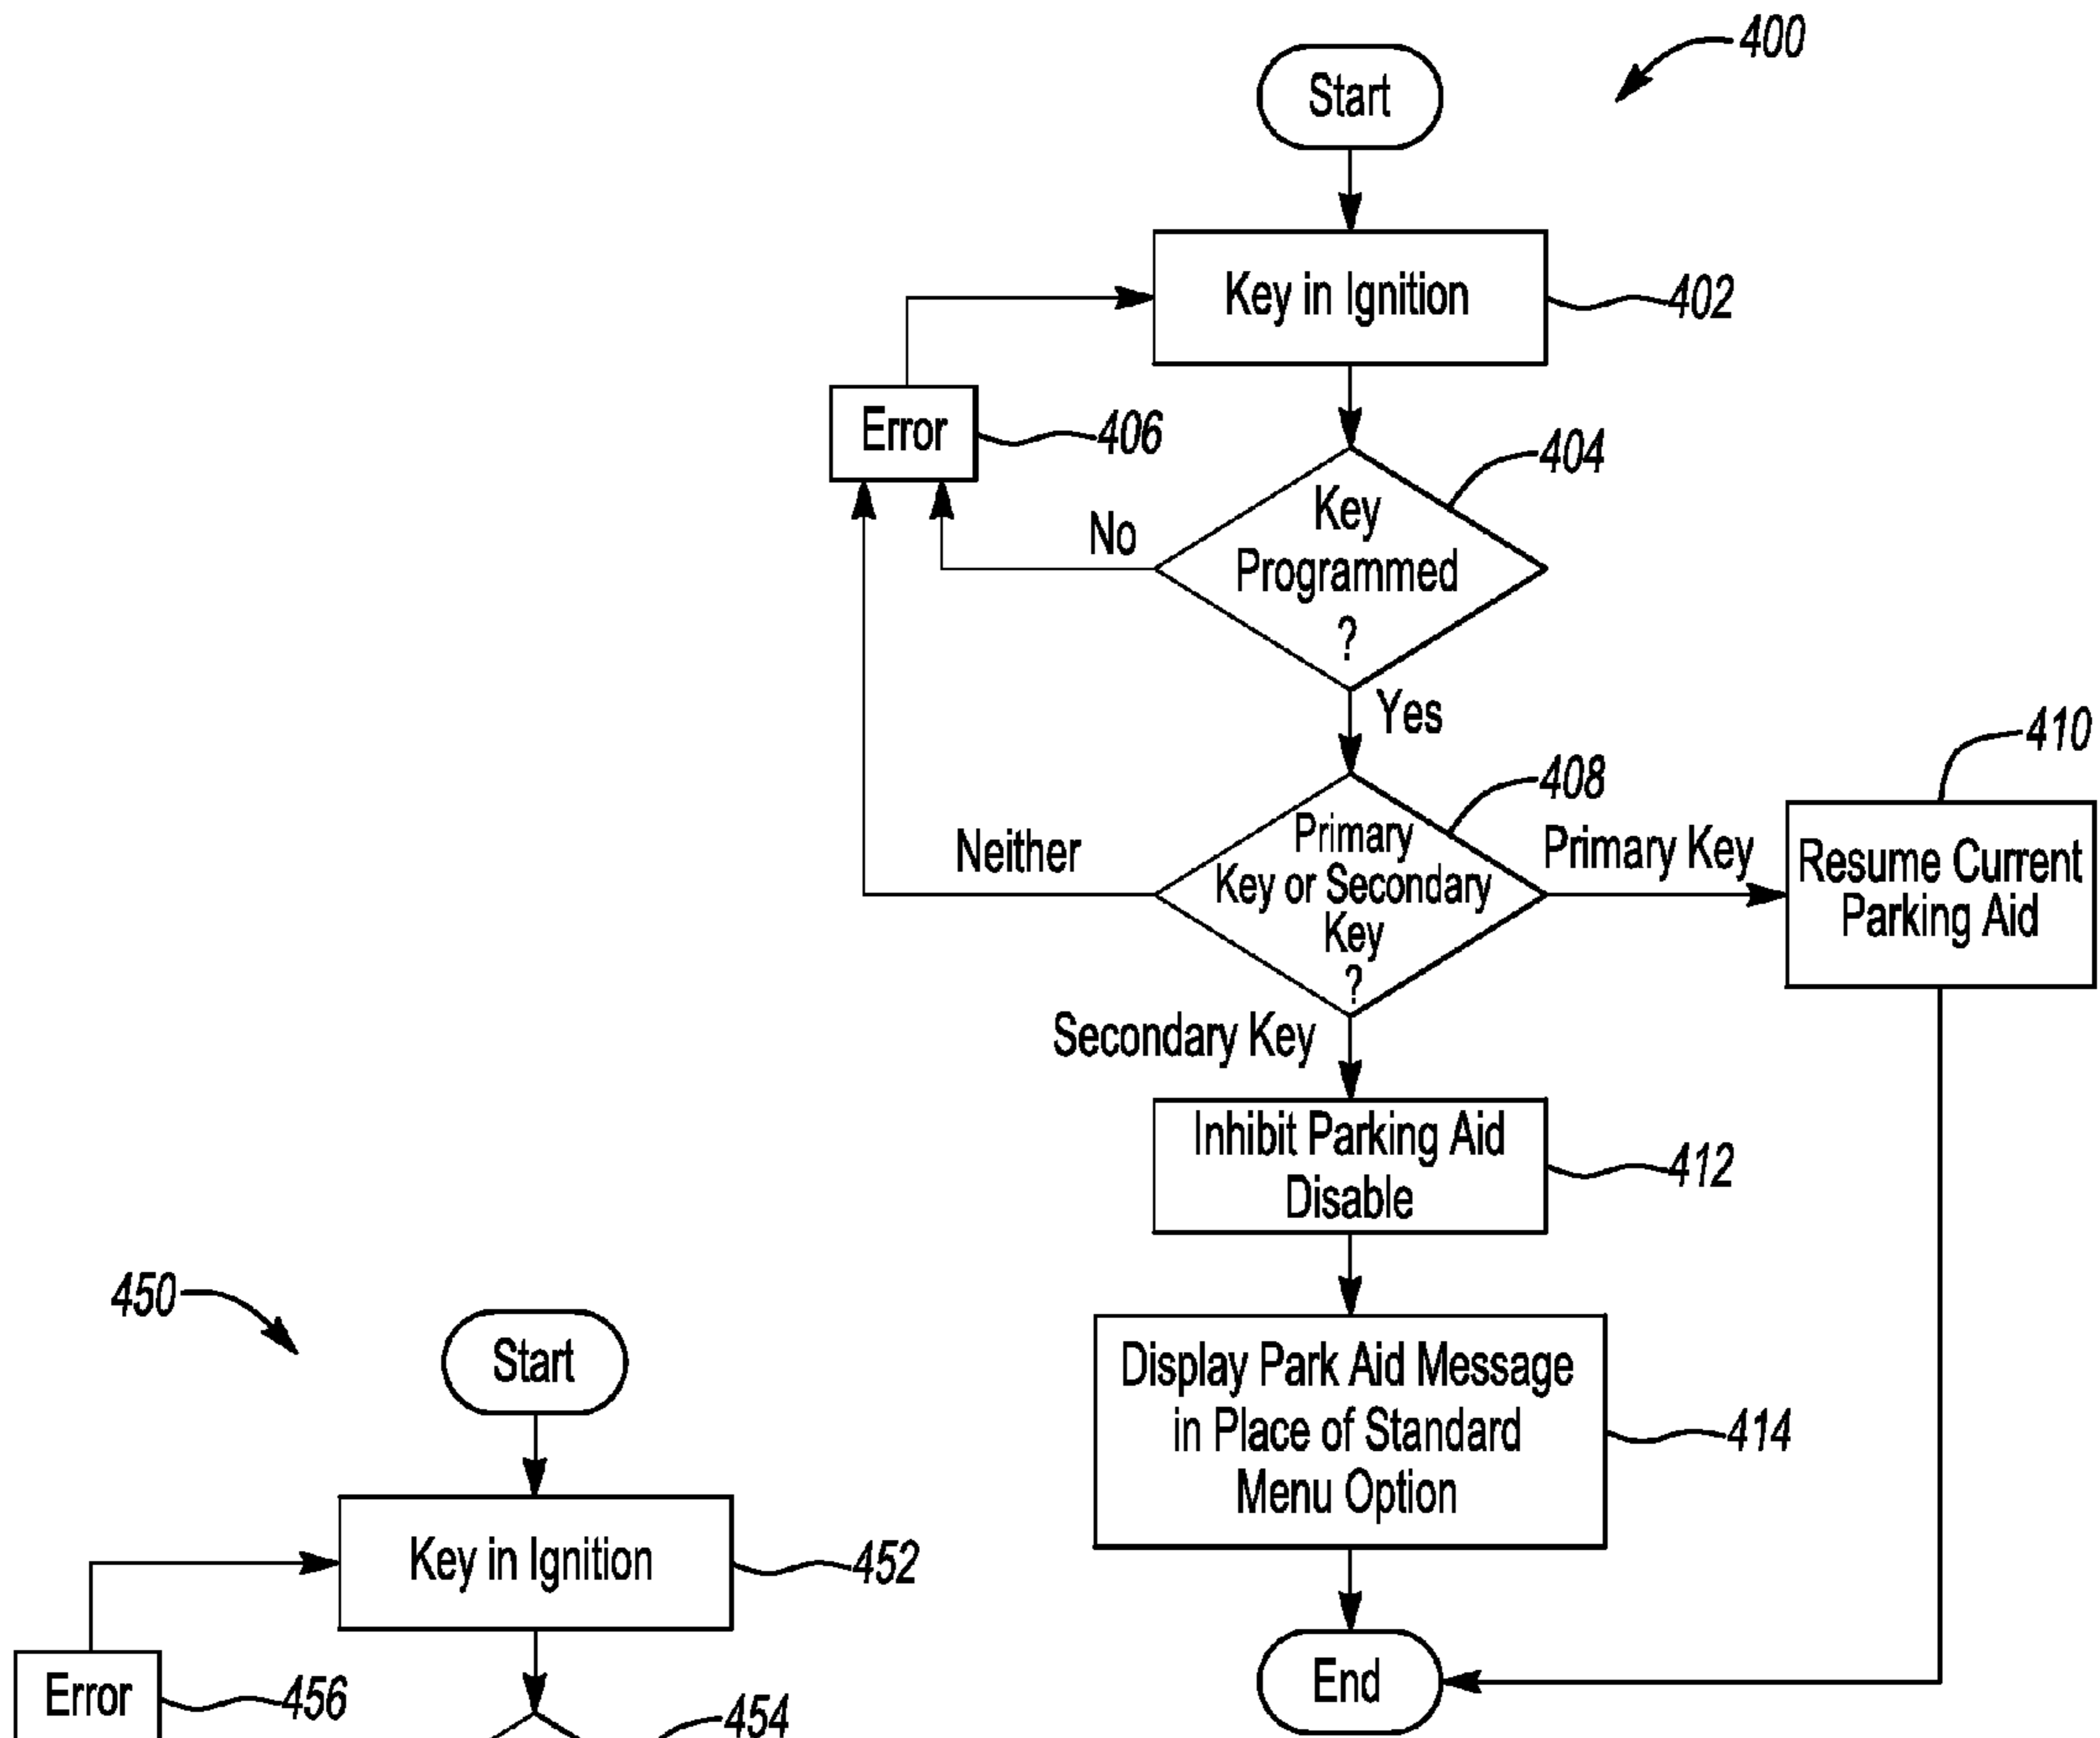 400
Start
Key in Ignition
402
Error
406
404
Key
Programmed
?
No
Yes
408
410
Primary
Key or Secondary
Key
?
Neither
Primary Key
Resume Current
Parking Aid
Secondary Key
Inhibit Parking Aid
Disable
412
Display Park Aid Message
in Place of Standard
Menu Option
414
End
450
Start
Key in Ignition
452
Error
456
454